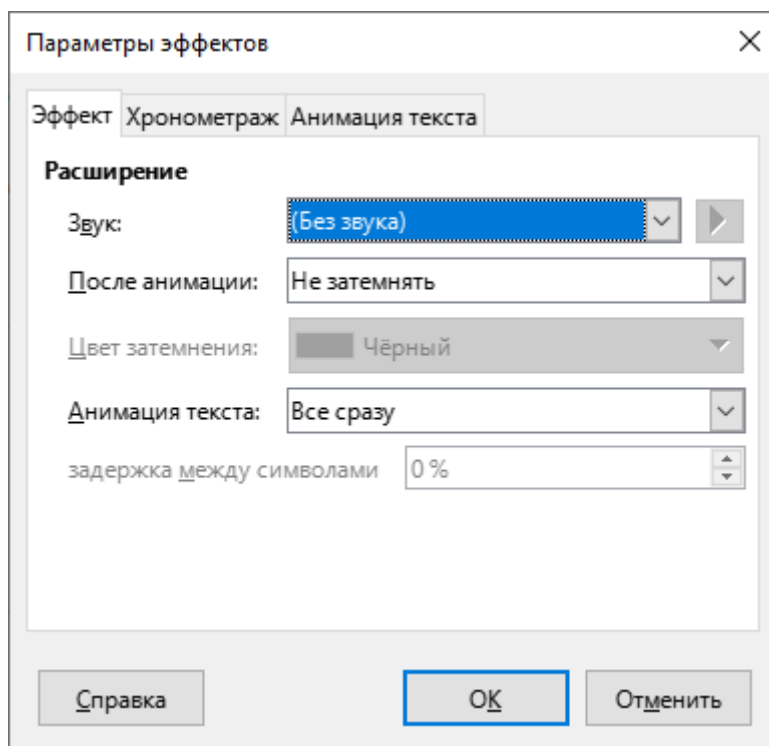 Параметры эффектов
Эффект Хронометраж Анимация текста
Расширение
Звук: (Без звука)
После анимации: Не затемнять
Цвет затемнения: Чёрный
Анимация текста: Все сразу
задержка между символами 0 %
Справка OK Отменить